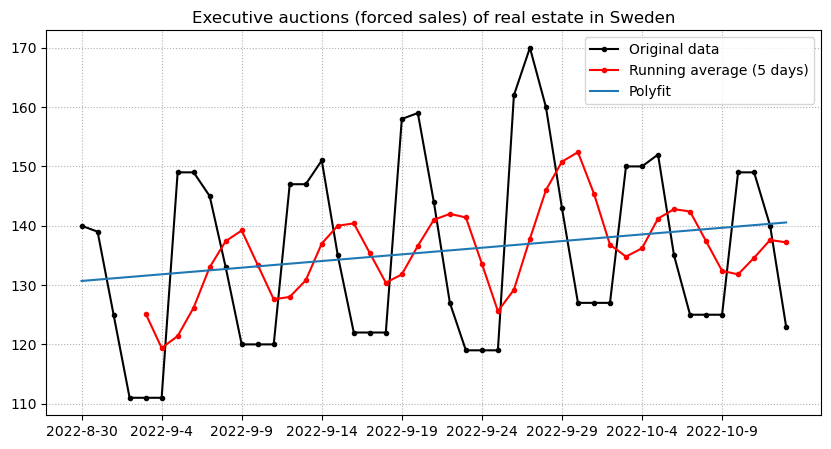 Executive auctions (forced sales) of real estate in Sweden
Original data
Running average (5 days)
Polyfit
170
160
150
140
130
120
110
2022-8-30 2022-9-4 2022-9-9 2022-9-14 2022-9-19 2022-9-24 2022-9-29 2022-10-4 2022-10-9